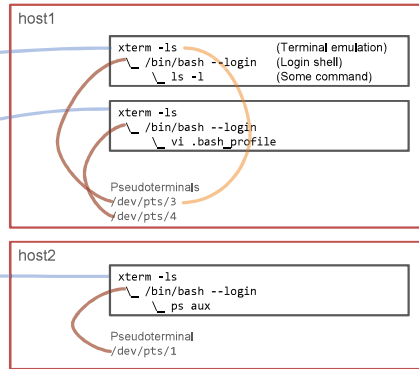 host1
xterm -ls (Terminal emulation)
\_ /bin/bash --login (Login shell)
\_ ls -l (Some command)
xterm -ls
\_ /bin/bash --login
\_ vi .bash_profile
Pseudoterminals
/dev/pts/3
/dev/pts/4
host2
xterm -ls
\_ /bin/bash --login
\_ ps aux
Pseudoterminal
/dev/pts/1